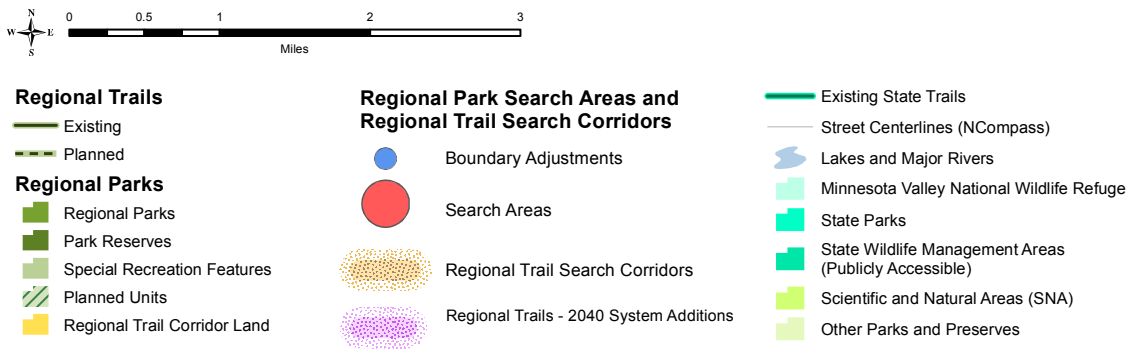 N
W E
S
0 0.5 1 2 3
Miles
Regional Trails
Existing
Planned
Regional Parks
Regional Parks
Park Reserves
Special Recreation Features
Planned Units
Regional Trail Corridor Land
Regional Park Search Areas and
Regional Trail Search Corridors
Boundary Adjustments
Search Areas
Regional Trail Search Corridors
Regional Trails - 2040 System Additions
Existing State Trails
Street Centerlines (NCompass)
Lakes and Major Rivers
Minnesota Valley National Wildlife Refuge
State Parks
State Wildlife Management Areas
(Publicly Accessible)
Scientific and Natural Areas (SNA)
Other Parks and Preserves